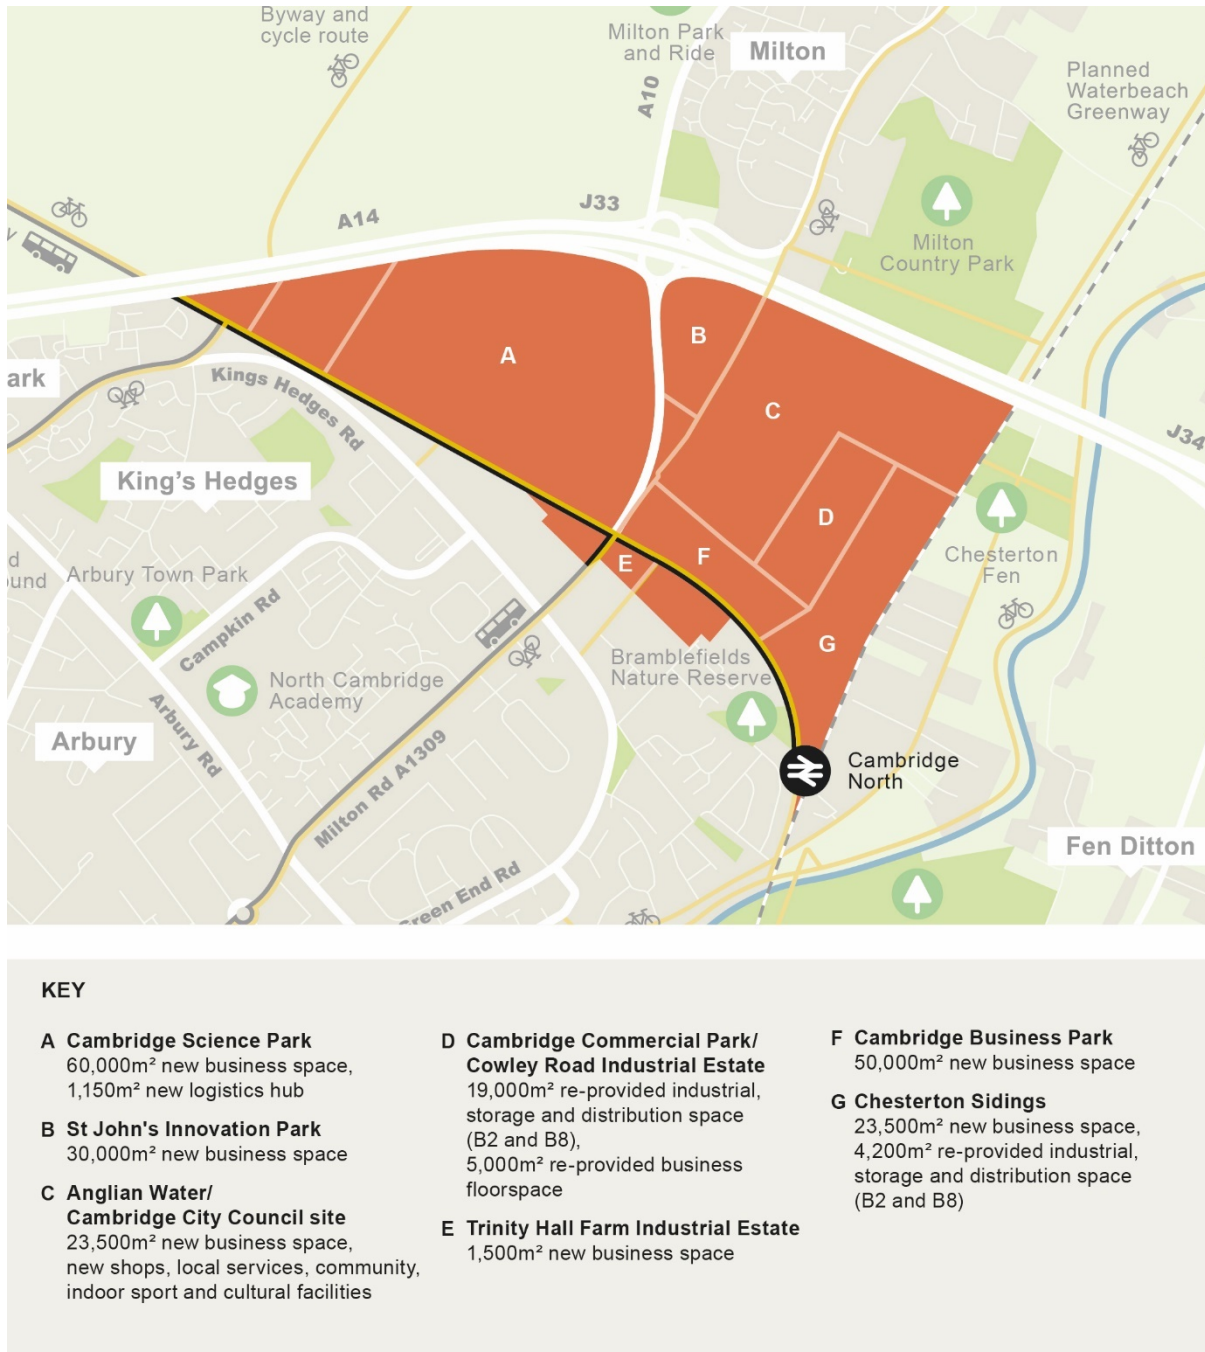 Byway and
cycle route
Milton Park
and Ride
Milton
A10
Planned
Waterbeach
Greenway
J33
A14
Milton
Country Park
ark
A
B
C
Kings Hedges Rd
J34
King's Hedges
D
E
F
Chesterton
Fen
Arbury Town Park
Campkin Rd
G
Bramblefields
Nature Reserve
North Cambridge
Academy
Arbury Rd
Arbury
Milton Rd A1309
Cambridge
North
Fen Ditton
Green End Rd
KEY
A Cambridge Science Park
60,000m² new business space,
1,150m² new logistics hub
B St John's Innovation Park
30,000m² new business space
C Anglian Water/
Cambridge City Council site
23,500m² new business space,
new shops, local services, community,
indoor sport and cultural facilities
D Cambridge Commercial Park/
Cowley Road Industrial Estate
19,000m² re-provided industrial,
storage and distribution space
(B2 and B8),
5,000m² re-provided business
floorspace
E Trinity Hall Farm Industrial Estate
1,500m² new business space
F Cambridge Business Park
50,000m² new business space
G Chesterton Sidings
23,500m² new business space,
4,200m² re-provided industrial,
storage and distribution space
(B2 and B8)